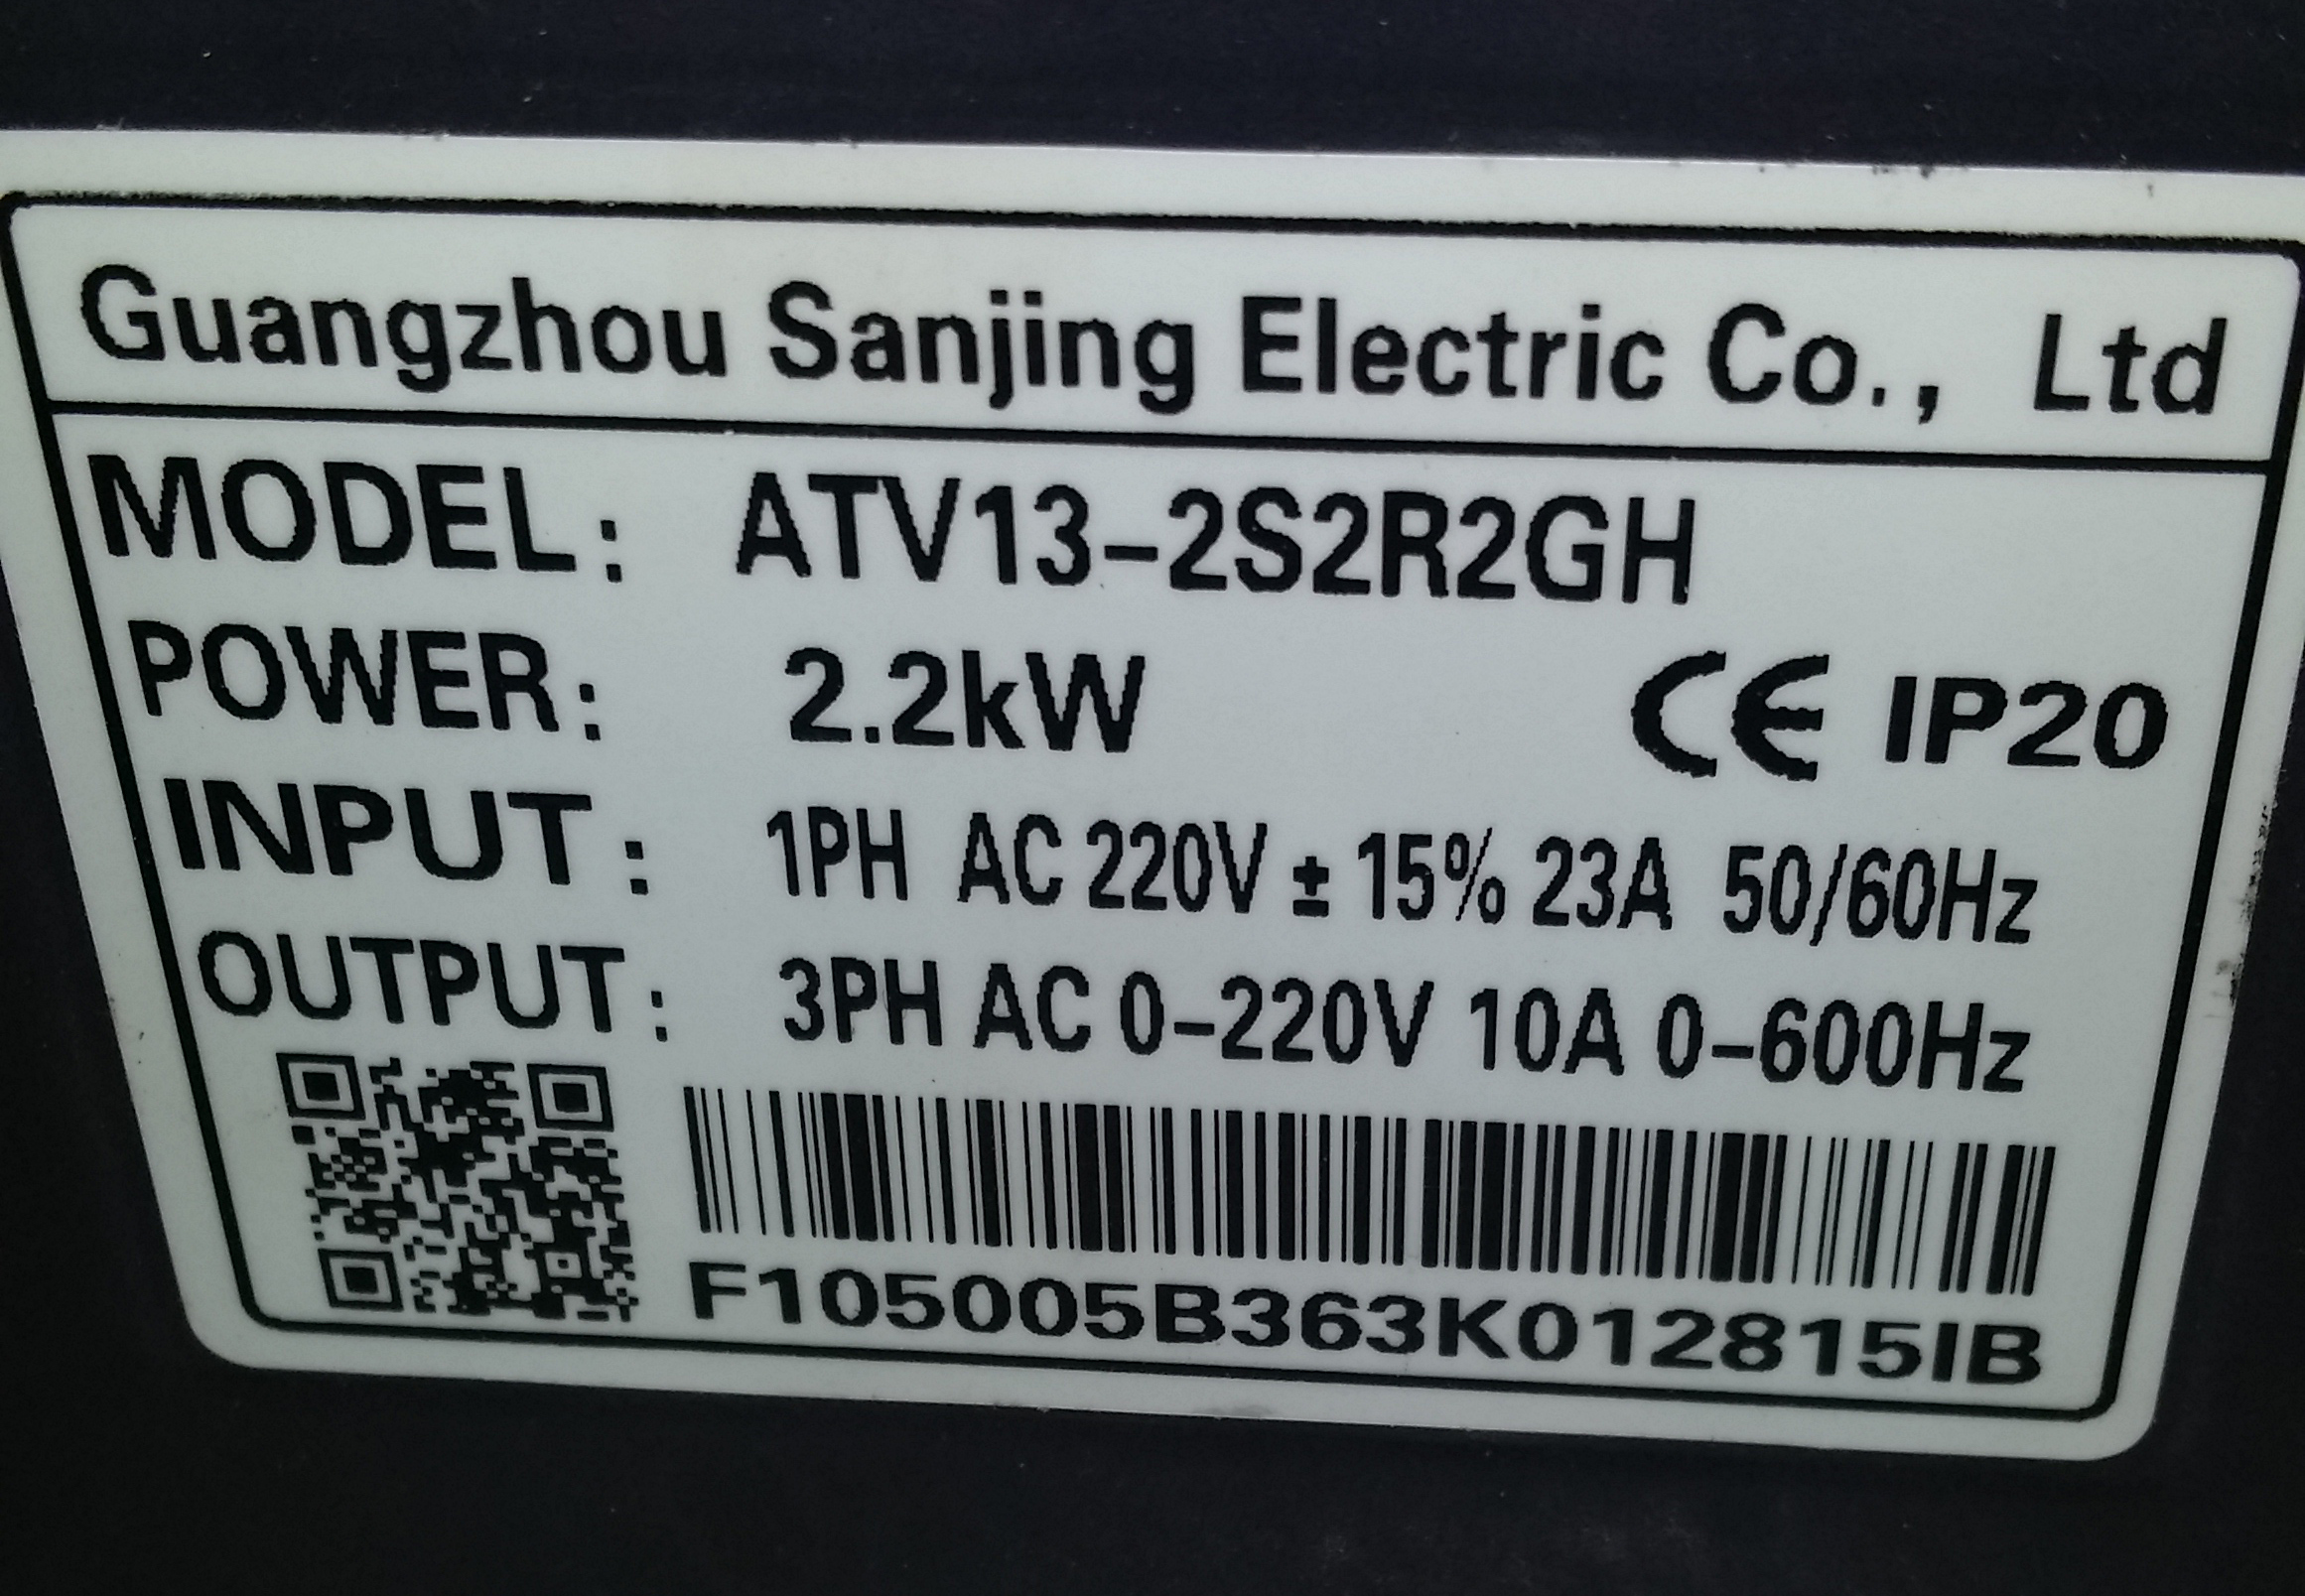 Guangzhou Sanjing Electric Co., Ltd
MODEL: ATV13-2S2R2GH
POWER: 2.2kW CE IP20
INPUT: 1PH AC 220V ± 15% 23A 50/60Hz
OUTPUT: 3PH AC 0-220V 10A 0-600Hz
F105005B363K012815IB